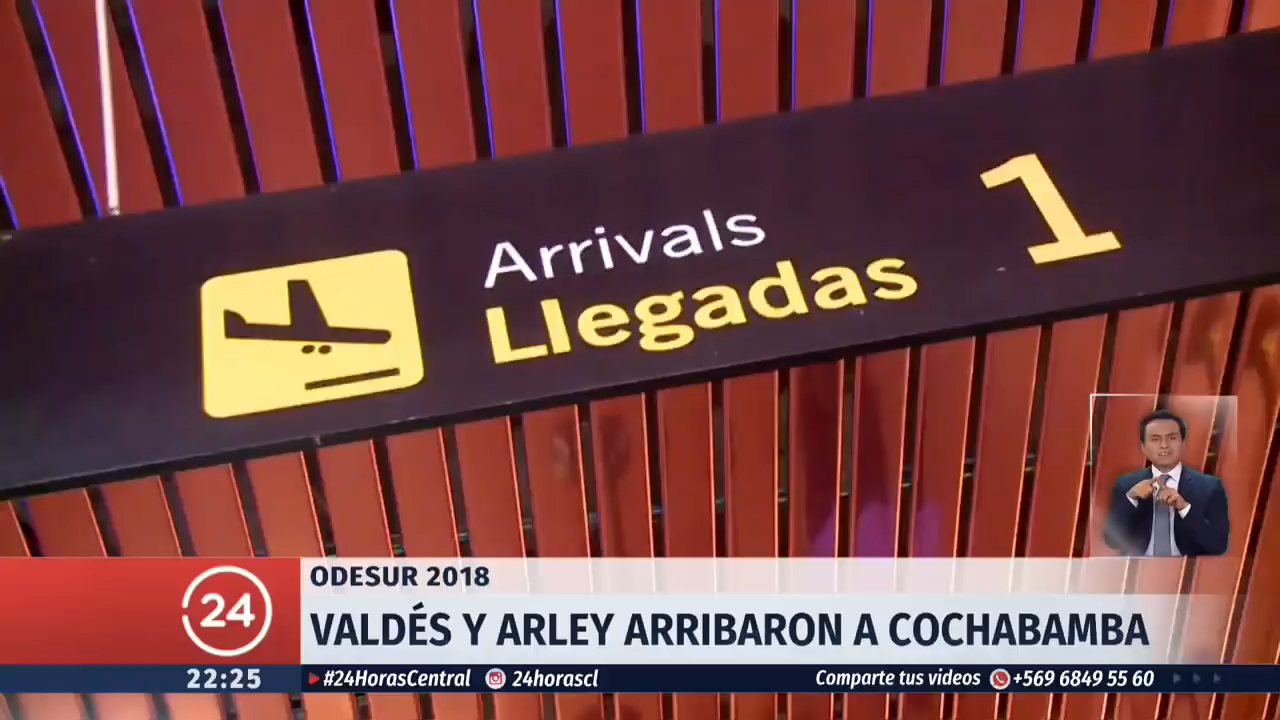 Arrivals
Llegadas
1
24
ODESUR 2018
VALDÉS Y ARLEY ARRIBARON A COCHABAMBA
22:25
#24HorasCentral
24horascl
Comparte tus videos
+569 6849 55 60